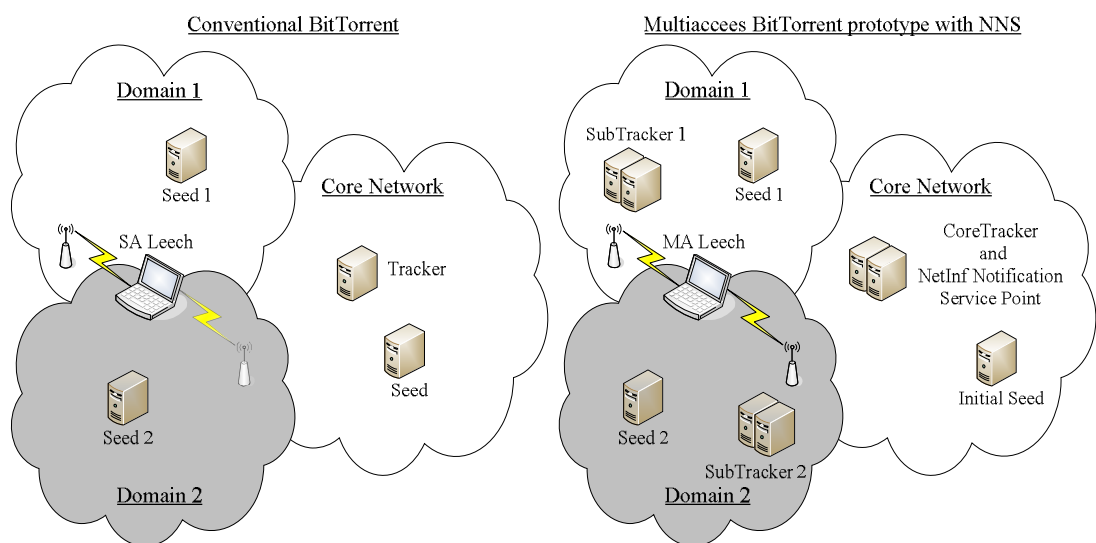 Conventional BitTorrent
Domain 1
Seed 1
Core Network
SA Leech
Tracker
Seed
Seed 2
Domain 2
Multiaccees BitTorrent prototype with NNS
Domain 1
SubTracker 1
Seed 1
Core Network
MA Leech
CoreTracker
and
NetInf Notification
Service Point
Initial Seed
Seed 2
SubTracker 2
Domain 2